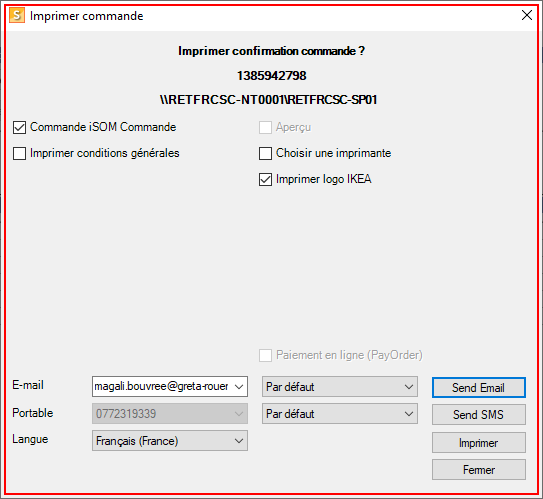 S Imprimer commande
Imprimer confirmation commande ?
1385942798
\\RETFRCSC-NT0001\RETFRCSC-SP01
Commande iSOM Commande
Aperçu
Imprimer conditions générales
Choisir une imprimante
Imprimer logo IKEA
Paiement en ligne (PayOrder)
E-mail magali.bouvree@greta-rouer Par défaut Send Email
Portable 0772319339 Par défaut Send SMS
Langue Français (France) Imprimer
Fermer